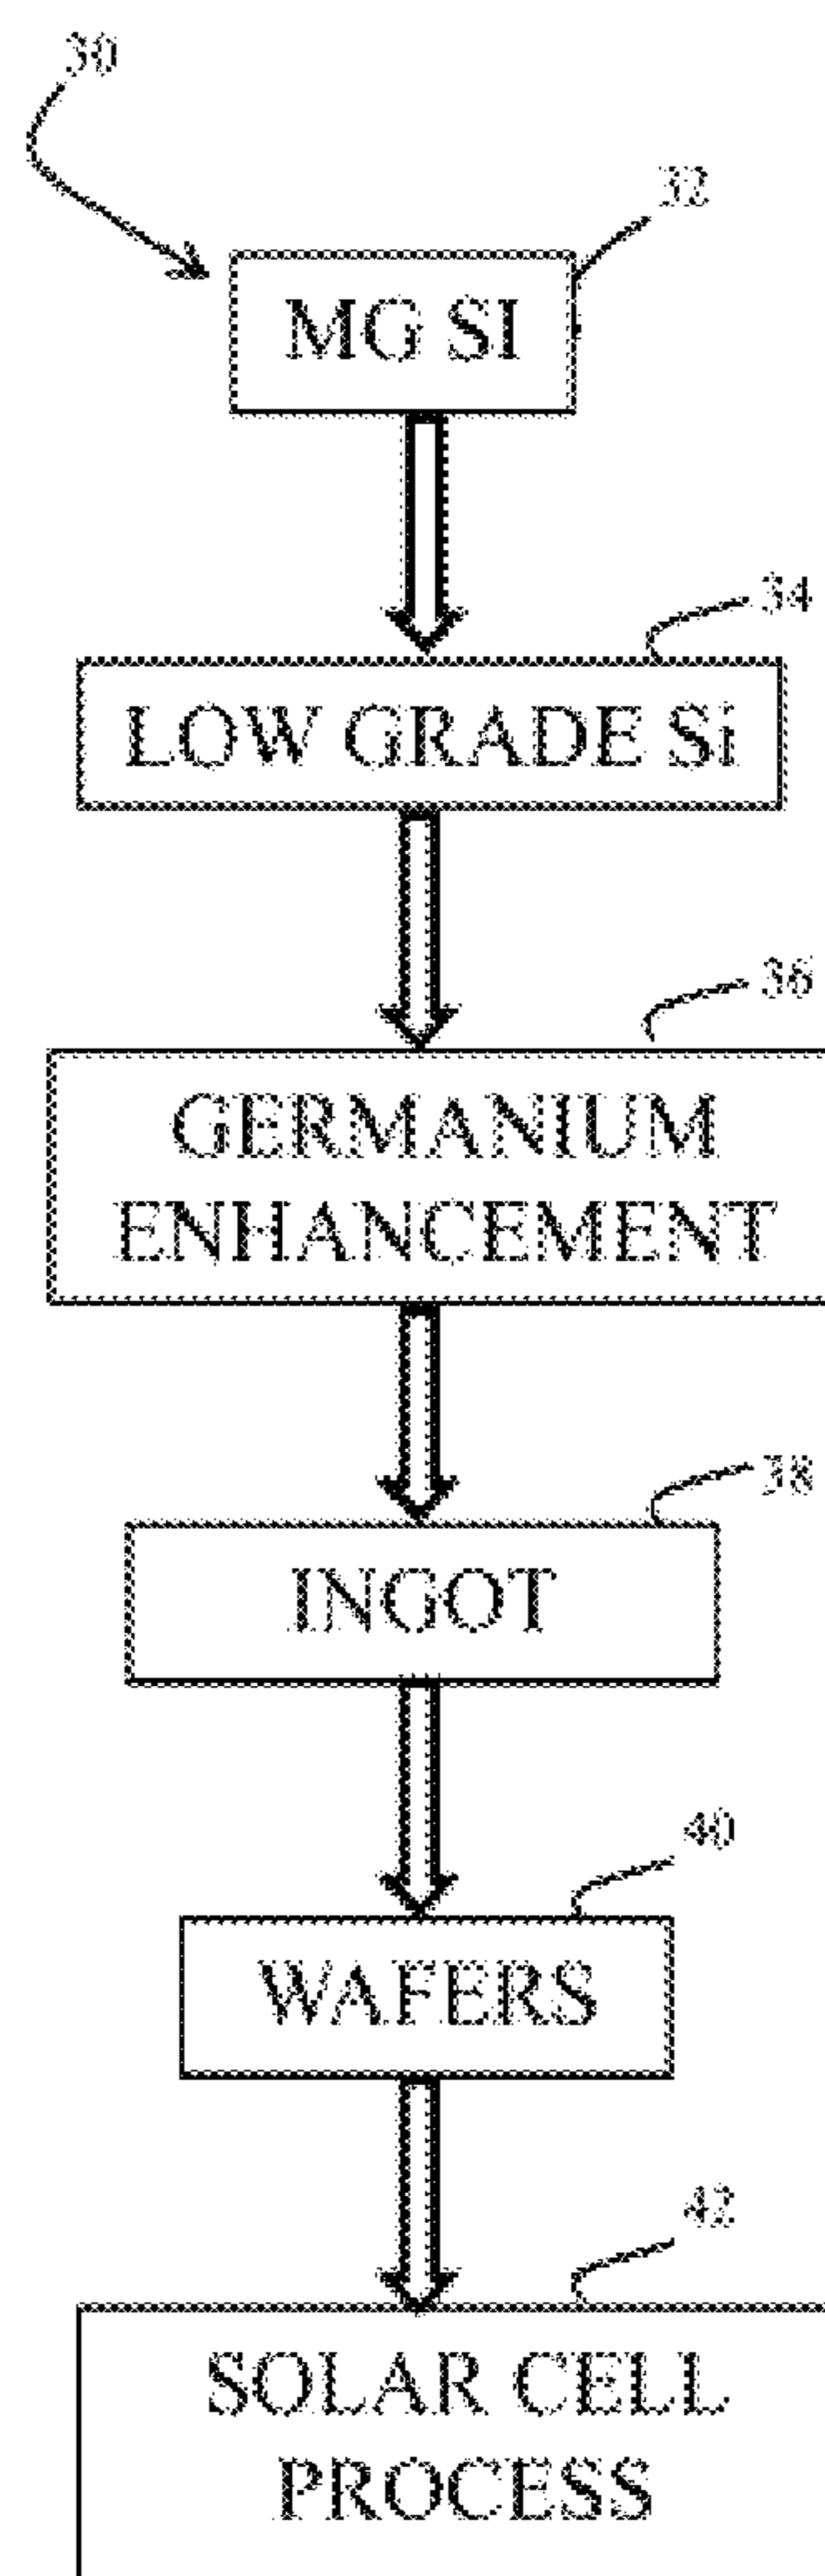 30
32
MG SI
34
LOW GRADE Si
36
GERMANIUM
ENHANCEMENT
38
INGOT
40
WAFERS
42
SOLAR CELL
PROCESS